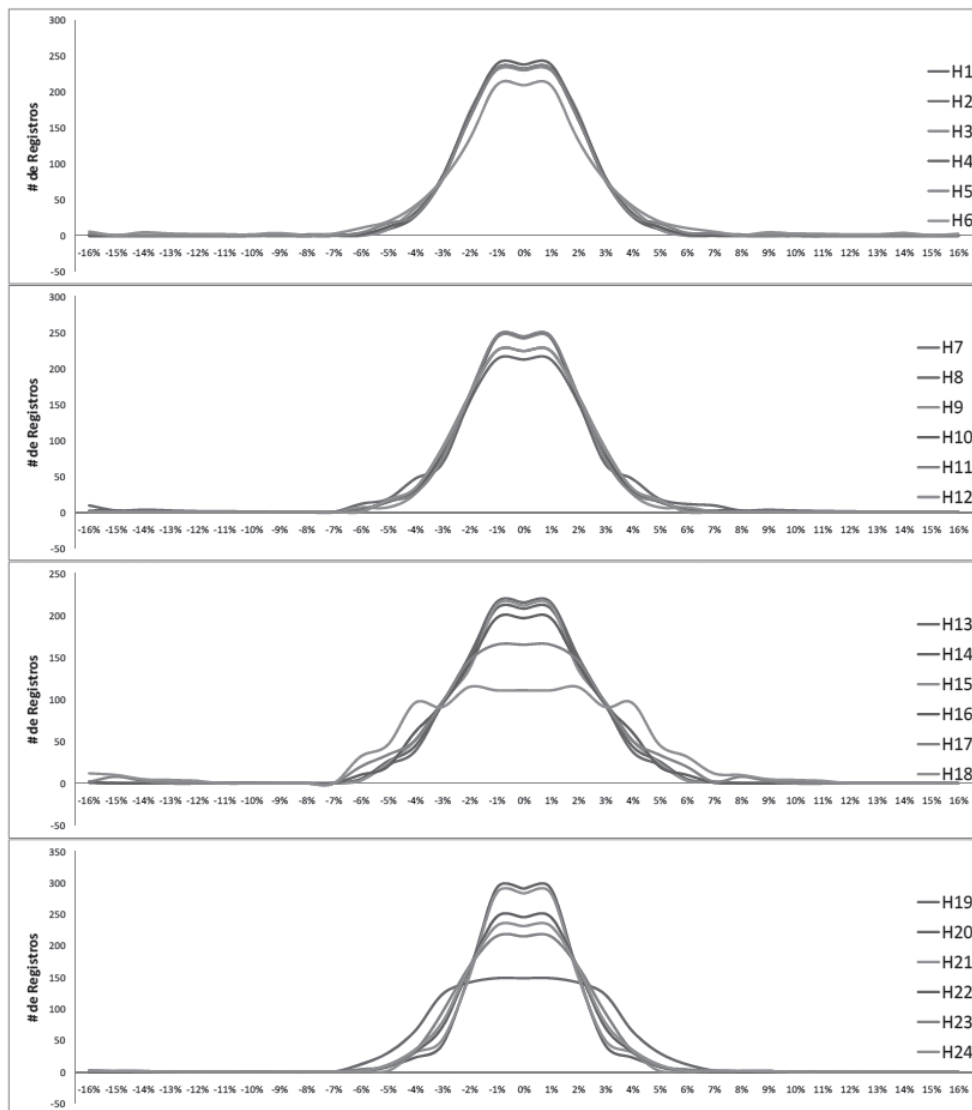 300
250
200
150
100
50
0
-50
# de Registros
-16% -15% -14% -13% -12% -11% -10% -9% -8% -7% -6% -5% -4% -3% -2% -1% 0% 1% 2% 3% 4% 5% 6% 7% 8% 9% 10% 11% 12% 13% 14% 15% 16%
H1
H2
H3
H4
H5
H6
300
250
200
150
100
50
0
-50
# de Registros
-16% -15% -14% -13% -12% -11% -10% -9% -8% -7% -6% -5% -4% -3% -2% -1% 0% 1% 2% 3% 4% 5% 6% 7% 8% 9% 10% 11% 12% 13% 14% 15% 16%
H7
H8
H9
H10
H11
H12
250
200
150
100
50
0
-50
# de Registros
-16% -15% -14% -13% -12% -11% -10% -9% -8% -7% -6% -5% -4% -3% -2% -1% 0% 1% 2% 3% 4% 5% 6% 7% 8% 9% 10% 11% 12% 13% 14% 15% 16%
H13
H14
H15
H16
H17
H18
350
300
250
200
150
100
50
0
-50
# de Registros
-16% -15% -14% -13% -12% -11% -10% -9% -8% -7% -6% -5% -4% -3% -2% -1% 0% 1% 2% 3% 4% 5% 6% 7% 8% 9% 10% 11% 12% 13% 14% 15% 16%
H19
H20
H21
H22
H23
H24